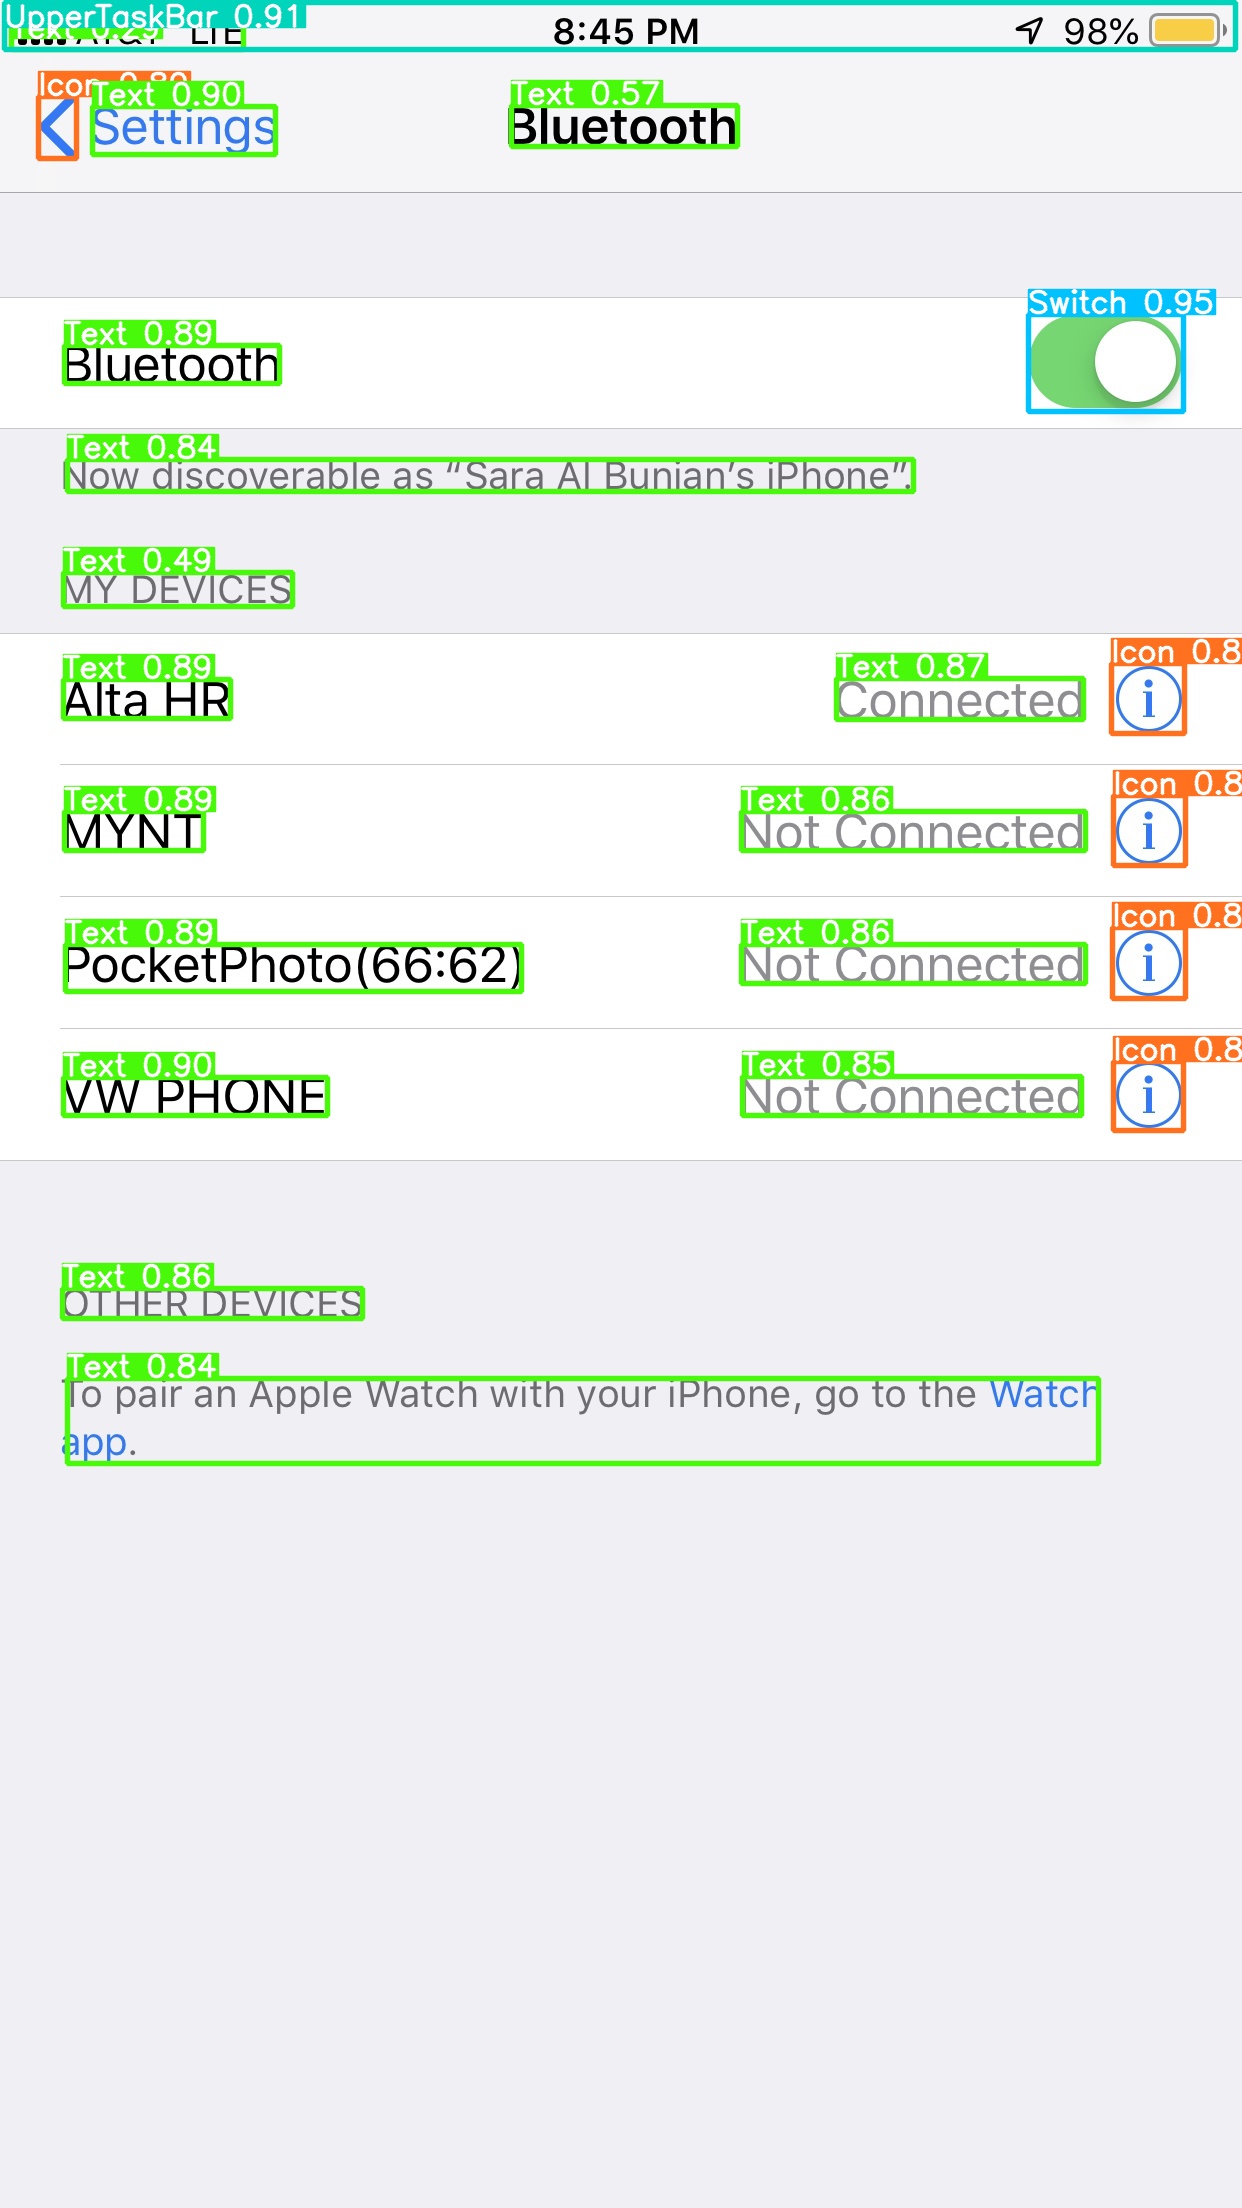 UpperTaskBar 0.91
Text 0.29
AT&T LTE
8:45 PM
98%
Icon 0.89
Text 0.90
Text 0.57
Settings
Bluetooth
Switch 0.95
Text 0.89
Bluetooth
Text 0.84
Now discoverable as “Sara Al Bunian’s iPhone”.
Text 0.49
MY DEVICES
Text 0.89
Text 0.87
Icon 0.8
Alta HR
Connected
i
Text 0.89
Text 0.86
Icon 0.8
MYNT
Not Connected
i
Text 0.89
Text 0.86
Icon 0.8
PocketPhoto(66:62)
Not Connected
i
Text 0.90
Text 0.85
Icon 0.8
VW PHONE
Not Connected
i
Text 0.86
OTHER DEVICES
Text 0.84
To pair an Apple Watch with your iPhone, go to the Watch
app.